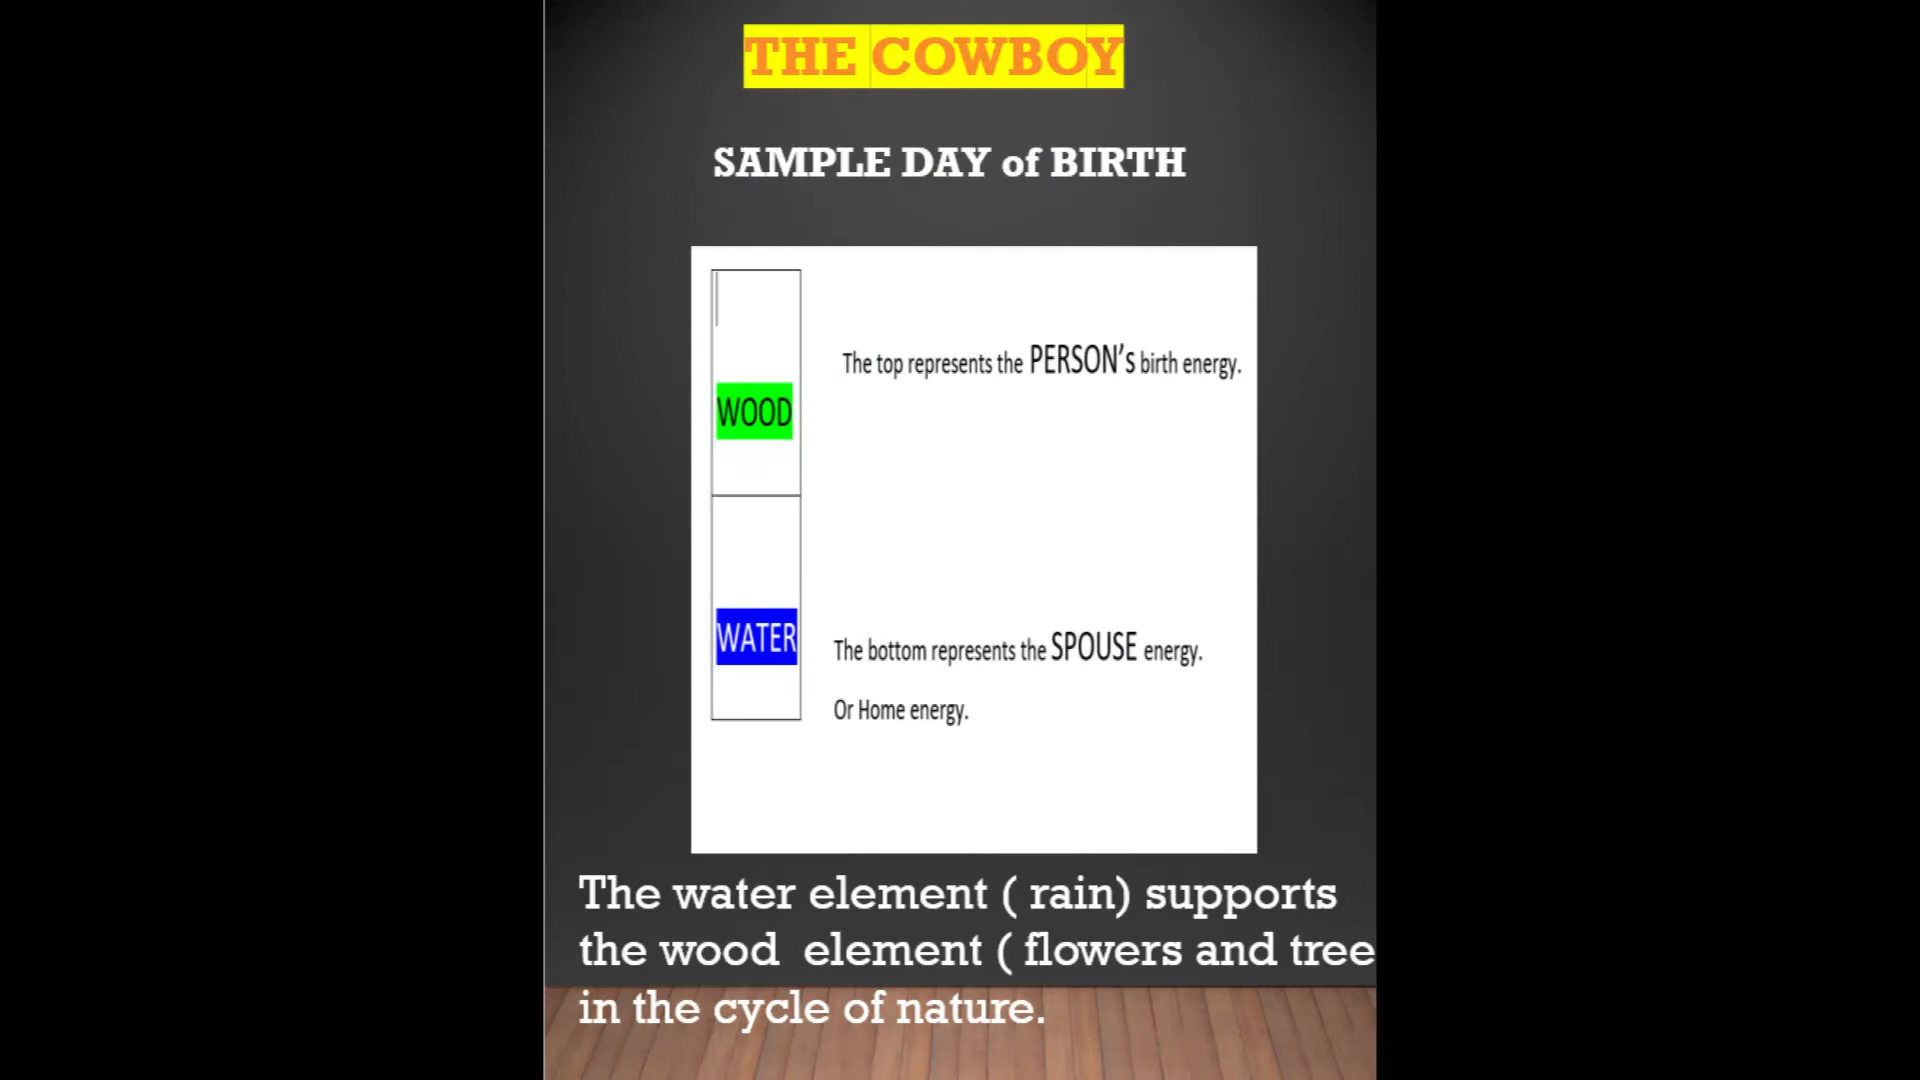 THE COWBOY
SAMPLE DAY of BIRTH
The top represents the PERSON's birth energy.
WOOD
WATER
The bottom represents the SPOUSE energy.
Or Home energy.
The water element ( rain) supports
the wood element ( flowers and tree
in the cycle of nature.